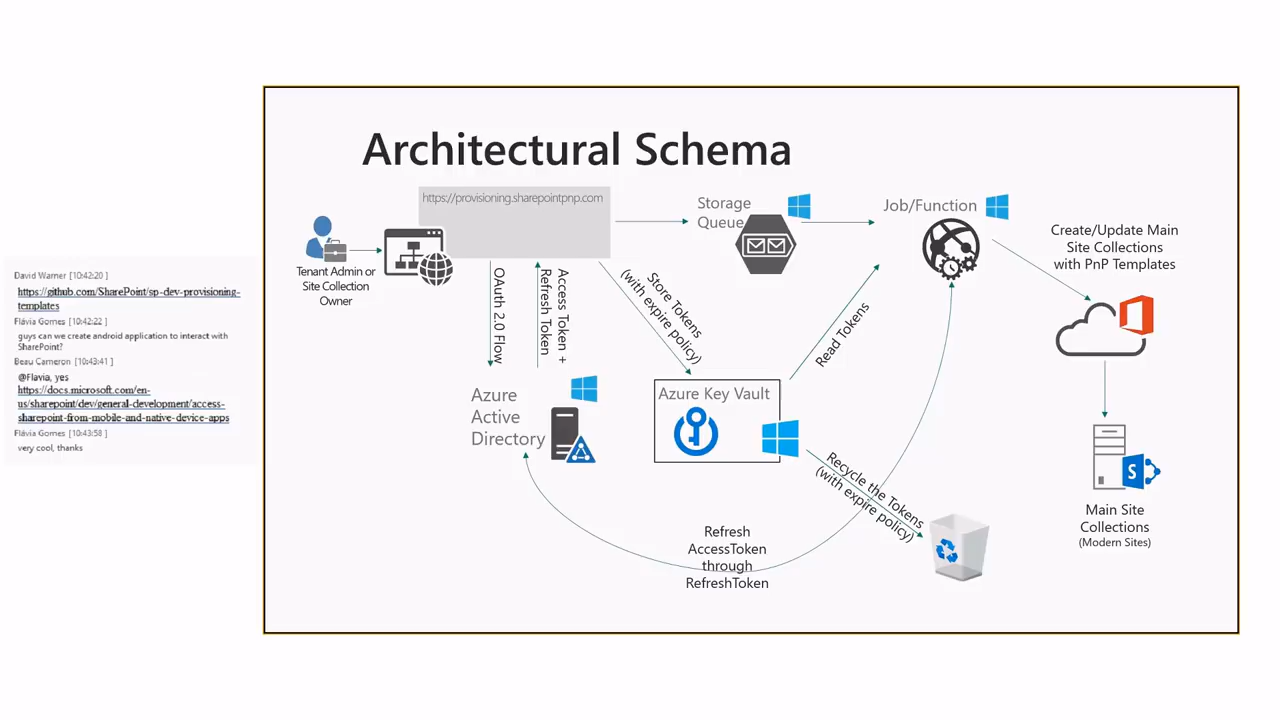 David Warner [10:42:20 ]
https://github.com/SharePoint/sp-dev-provisioning-
templates
Flávia Gomes [10:42:22 ]
guys can we create android application to interact with
SharePoint?
Beau Cameron [10:43:41 ]
@Flavia, yes
https://docs.microsoft.com/en-
us/sharepoint/dev/general-development/access-
sharepoint-from-mobile-and-native-device-apps
Flávia Gomes [10:43:58 ]
very cool, thanks
Architectural Schema
https://provisioning.sharepointpnp.com
Tenant Admin or
Site Collection
Owner
OAuth 2.0 Flow
Access Token +
Refresh Token
Storage
Queue
Store Tokens
(with expire policy)
Job/Function
Read Tokens
Create/Update Main
Site Collections
with PnP Templates
Azure
Active
Directory
Azure Key Vault
Recycle the Tokens
(with expire policy)
Refresh
AccessToken
through
RefreshToken
S
Main Site
Collections
(Modern Sites)